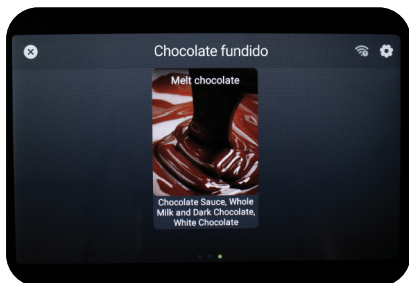 Chocolate fundido
Melt chocolate
Chocolate Sauce, Whole
Milk and Dark Chocolate,
White Chocolate